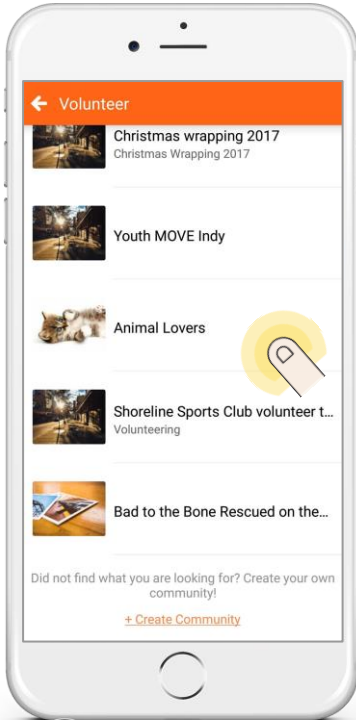 Volunteer
Christmas wrapping 2017
Christmas Wrapping 2017
Youth MOVE Indy
Animal Lovers
Shoreline Sports Club volunteer t...
Volunteering
Bad to the Bone Rescued on the...
Did not find what you are looking for? Create your own
community!
+ Create Community